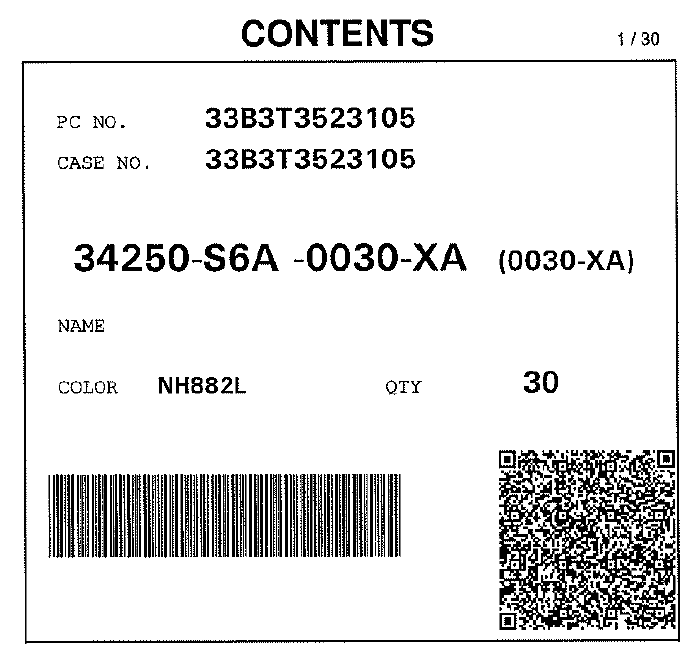 CONTENTS 1 / 30
PC NO. 33B3T3523105
CASE NO. 33B3T3523105
34250-S6A -0030-XA (0030-XA)
NAME
COLOR NH882L QTY 30